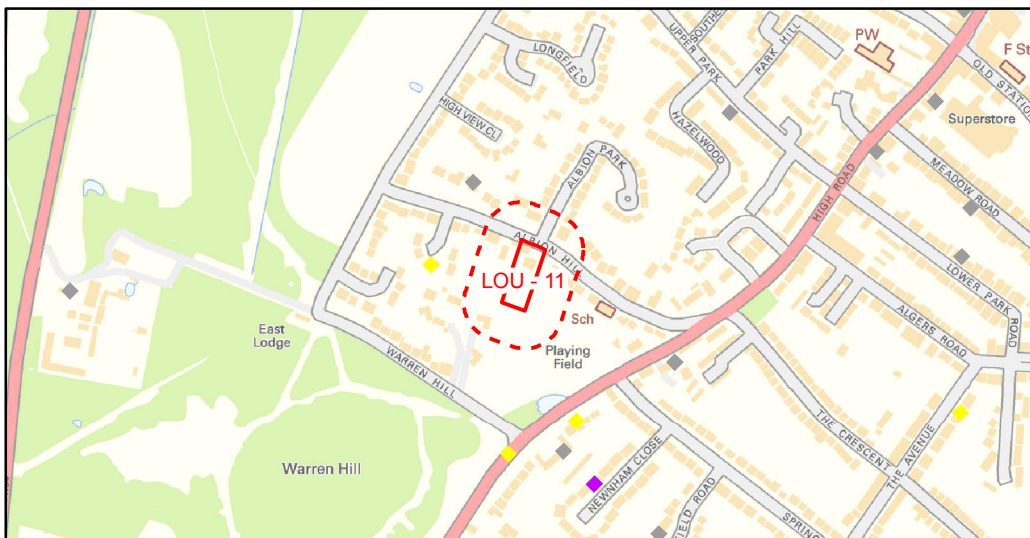 LONGFIELD
UPPER PARK
PARK HILL
PW
F St
OLD STATION
Superstore
HIGH VIEW CL
ALBION PARK
HAZELWOOD
HIGH ROAD
MEADOW ROAD
ALBION HILL
LOU - 11
LOWER PARK ROAD
ALGERS ROAD
Sch
East
Lodge
Playing
Field
WARREN HILL
THE CRESCENT
THE AVENUE
Warren Hill
NEWNHAM CLOSE
FIELD ROAD
SPRING